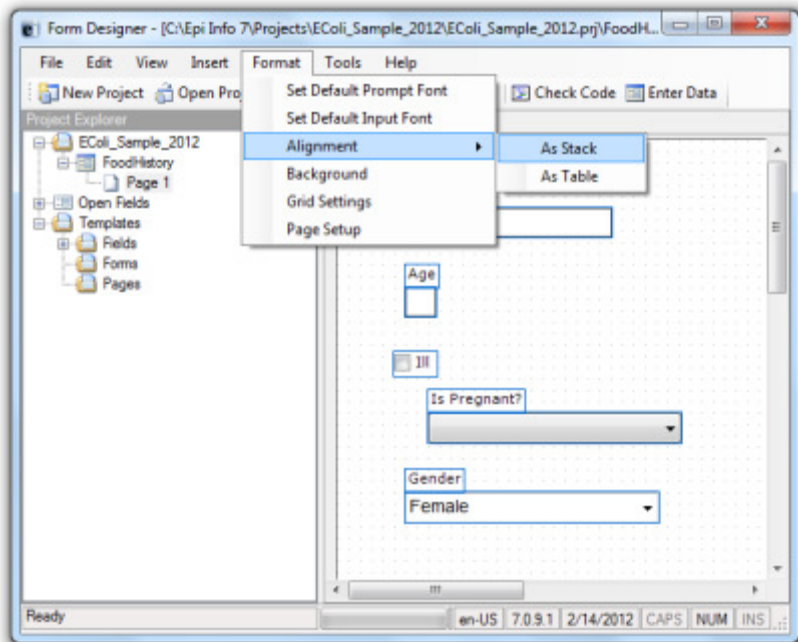 Form Designer - [C:\Epi Info 7\Projects\EColi_Sample_2012\EColi_Sample_2012.prj\FoodH...
File Edit View Insert Format Tools Help
New Project Open Pro Check Code Enter Data
Set Default Prompt Font
Set Default Input Font
Alignment
Background
Grid Settings
Page Setup
As Stack
As Table
Project Explorer
EColi_Sample_2012
FoodHistory
Page 1
Open Fields
Templates
Fields
Forms
Pages
Age
Ill
Is Pregnant?
Gender
Female
Ready en-US 7.0.9.1 2/14/2012 CAPS NUM INS